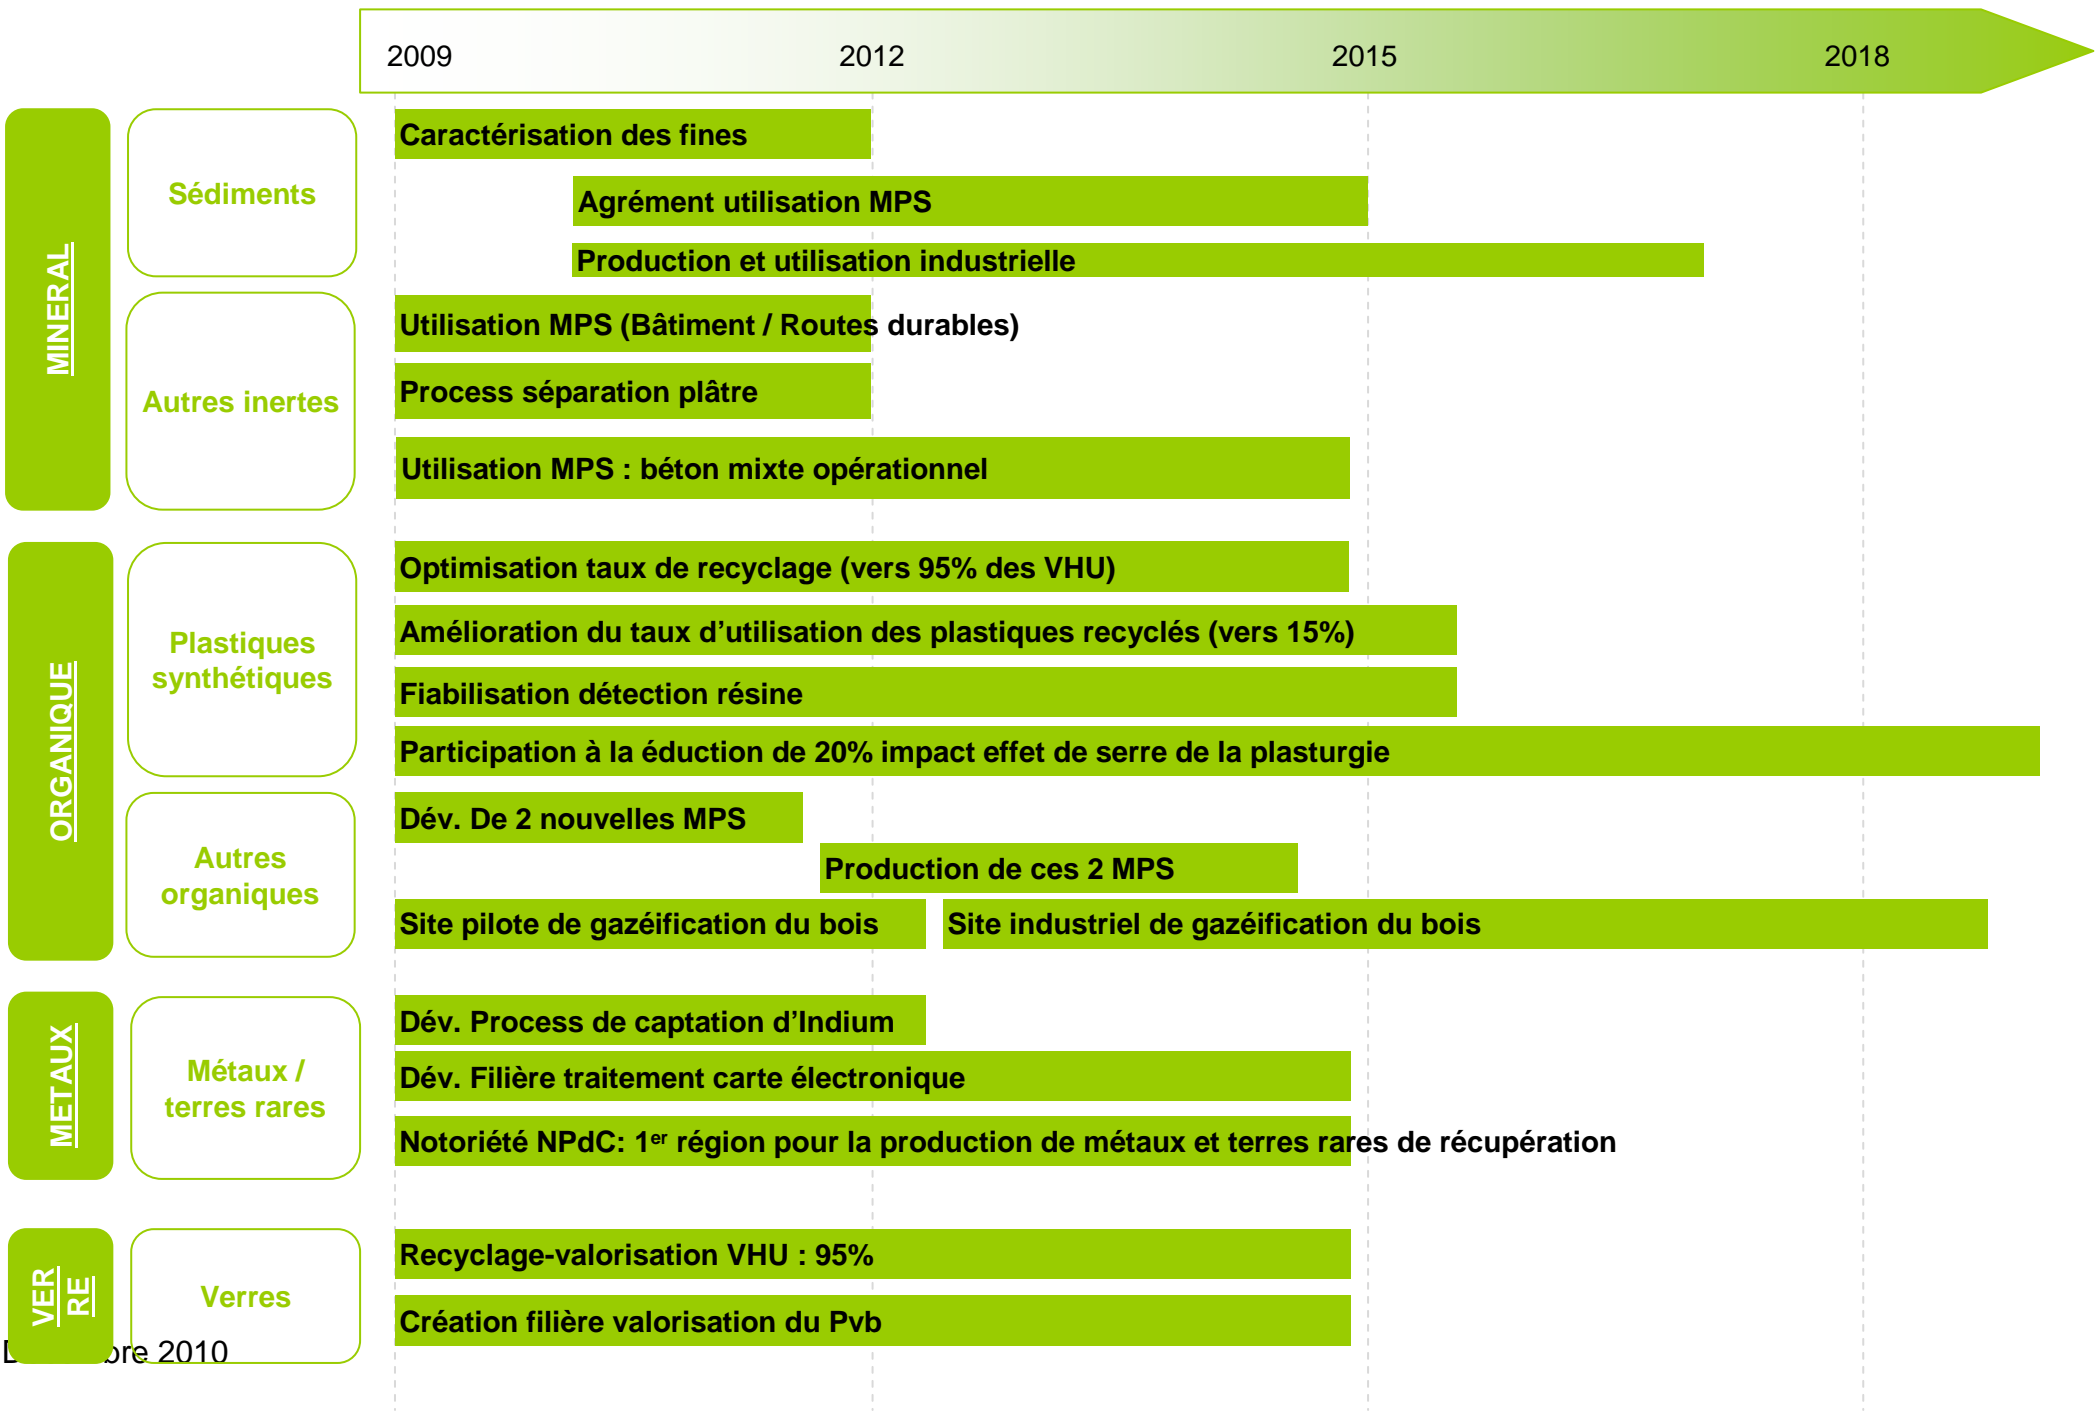 2009 2012 2015 2018
MINERAL
Sédiments
Caractérisation des fines
Agrément utilisation MPS
Production et utilisation industrielle
Autres inertes
Utilisation MPS (Bâtiment / Routes durables)
Process séparation plâtre
Utilisation MPS : béton mixte opérationnel
ORGANIQUE
Plastiques
synthétiques
Optimisation taux de recyclage (vers 95% des VHU)
Amélioration du taux d’utilisation des plastiques recyclés (vers 15%)
Fiabilisation détection résine
Participation à la éduction de 20% impact effet de serre de la plasturgie
Autres
organiques
Dév. De 2 nouvelles MPS
Production de ces 2 MPS
Site pilote de gazéification du bois Site industriel de gazéification du bois
METAUX
Métaux /
terres rares
Dév. Process de captation d’Indium
Dév. Filière traitement carte électronique
Notoriété NPdC: 1er région pour la production de métaux et terres rares de récupération
VER
RE
Verres
Recyclage-valorisation VHU : 95%
Création filière valorisation du Pvb
2010